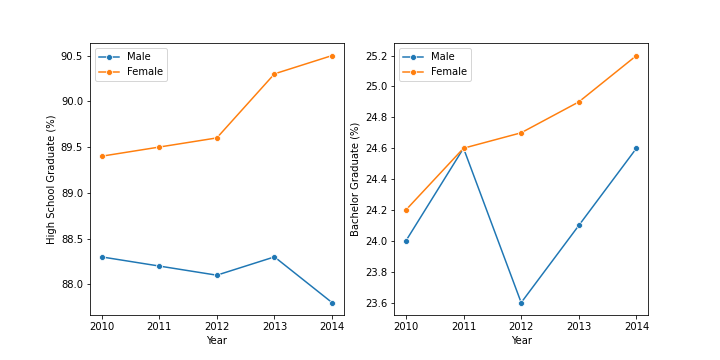 High School Graduate (%)
90.5
90.0
89.5
89.0
88.5
88.0
Male
Female
2010 2011 2012 2013 2014
Year
Bachelor Graduate (%)
25.2
25.0
24.8
24.6
24.4
24.2
24.0
23.8
23.6
Male
Female
2010 2011 2012 2013 2014
Year